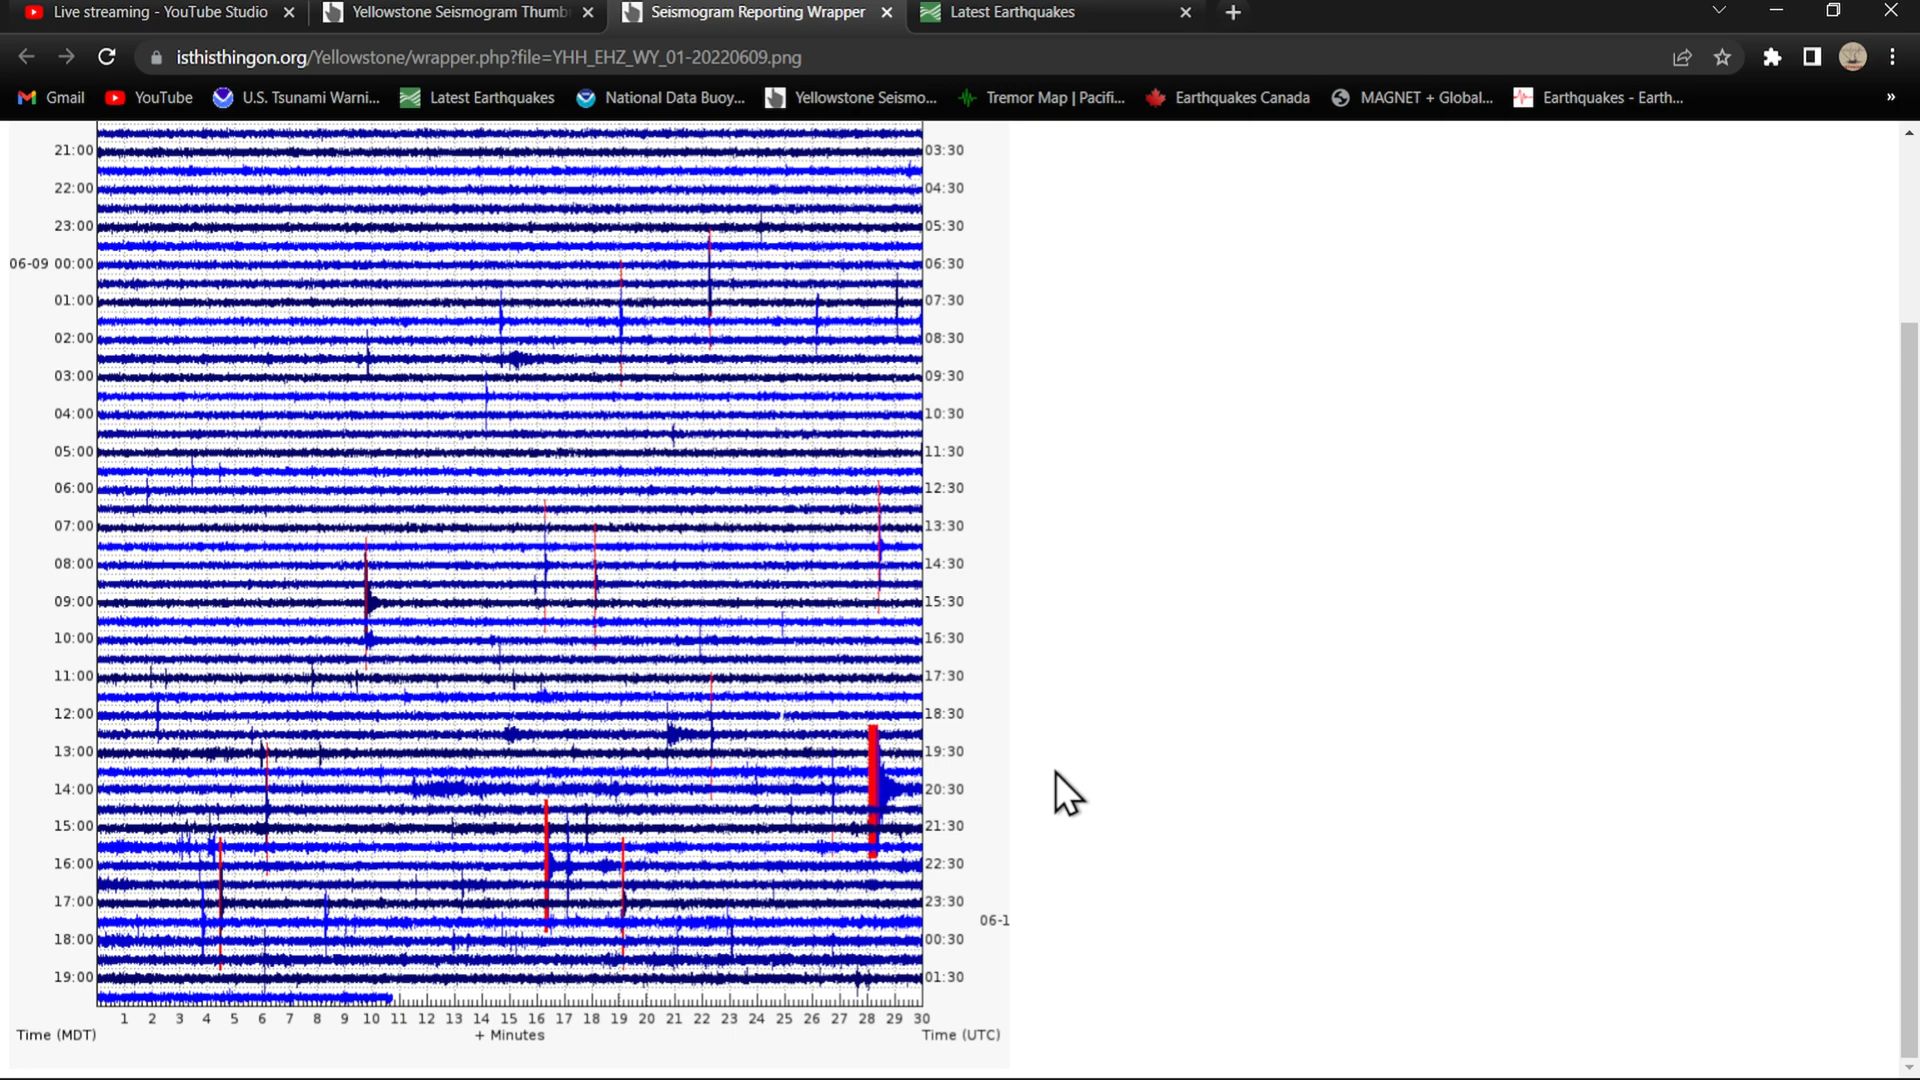 Live streaming - YouTube Studio
Yellowstone Seismogram Thumb
Seismogram Reporting Wrapper
Latest Earthquakes
isthisthingon.org/Yellowstone/wrapper.php?file=YHH_EHZ_WY_01-20220609.png
Gmail
YouTube
U.S. Tsunami Warni...
Latest Earthquakes
National Data Buoy...
Yellowstone Seismo...
Tremor Map | Pacifi...
Earthquakes Canada
MAGNET + Global...
Earthquakes - Earth...
»
21:00 03:30
22:00 04:30
23:00 05:30
06-09 00:00 06:30
01:00 07:30
02:00 08:30
03:00 09:30
04:00 10:30
05:00 11:30
06:00 12:30
07:00 13:30
08:00 14:30
09:00 15:30
10:00 16:30
11:00 17:30
12:00 18:30
13:00 19:30
14:00 20:30
15:00 21:30
16:00 22:30
17:00 23:30
06-1
18:00 00:30
19:00 01:30
1 2 3 4 5 6 7 8 9 10 11 12 13 14 15 16 17 18 19 20 21 22 23 24 25 26 27 28 29 30
Time (MDT) + Minutes Time (UTC)